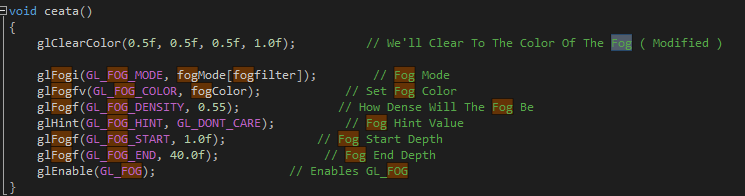 void ceata()
{
glClearColor(0.5f, 0.5f, 0.5f, 1.0f); // We'll Clear To The Color Of The Fog ( Modified )
glFogi(GL_FOG_MODE, fogMode[fogfilter]); // Fog Mode
glFogfv(GL_FOG_COLOR, fogColor); // Set Fog Color
glFogf(GL_FOG_DENSITY, 0.55); // How Dense Will The Fog Be
glHint(GL_FOG_HINT, GL_DONT_CARE); // Fog Hint Value
glFogf(GL_FOG_START, 1.0f); // Fog Start Depth
glFogf(GL_FOG_END, 40.0f); // Fog End Depth
glEnable(GL_FOG); // Enables GL_FOG
}